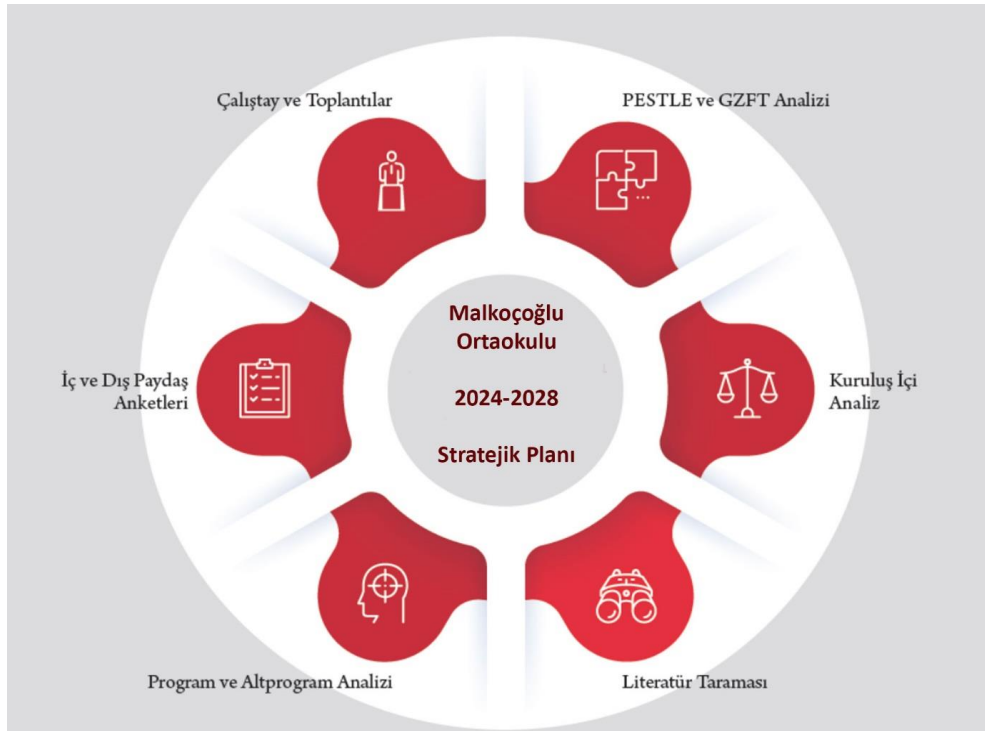 Çalıştay ve Toplantılar
PESTLE ve GZFT Analizi
Malkoçoğlu
Ortaokulu
2024-2028
Stratejik Planı
İç ve Dış Paydaş
Anketleri
Kuruluş İçi
Analiz
Program ve Altprogram Analizi
Literatür Taraması